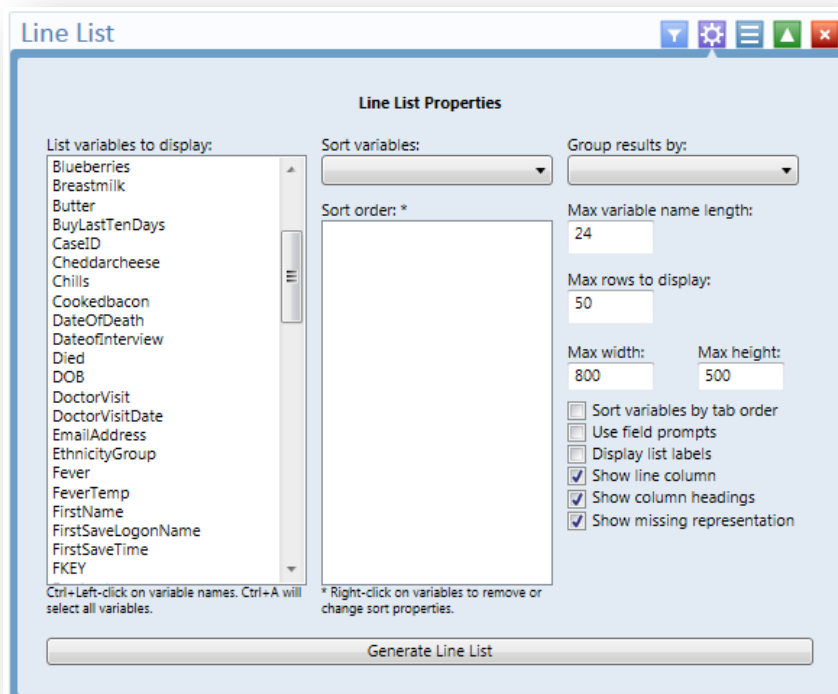 Line List
Line List Properties
List variables to display:
Blueberries
Breastmilk
Butter
BuyLastTenDays
CaseID
Cheddarcheese
Chills
Cookedbacon
DateOfDeath
DateofInterview
Died
DOB
DoctorVisit
DoctorVisitDate
EmailAddress
EthnicityGroup
Fever
FeverTemp
FirstName
FirstSaveLogonName
FirstSaveTime
FKEY
Ctrl+Left-click on variable names. Ctrl+A will
select all variables.
Sort variables:
Sort order: *
* Right-click on variables to remove or
change sort properties.
Group results by:
Max variable name length:
24
Max rows to display:
50
Max width: Max height:
800 500
Sort variables by tab order
Use field prompts
Display list labels
Show line column
Show column headings
Show missing representation
Generate Line List